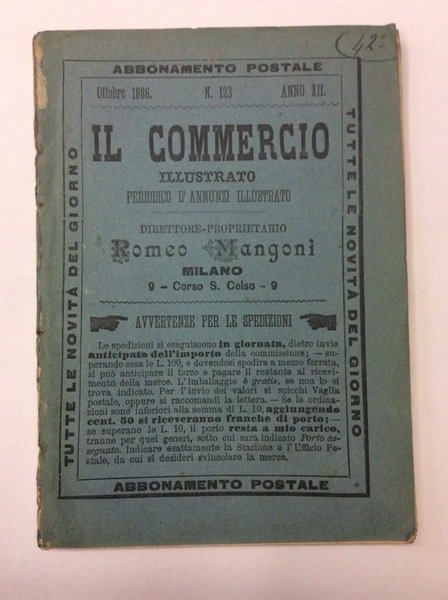 42=
ABBONAMENTO POSTALE
Ottobre 1886. N. 123 ANNO XII.
IL COMMERCIO
ILLUSTRATO
PERIODICO D'ANNUNZI ILLUSTRATO
DIRETTORE-PROPRIETARIO
Romeo Mangoni
MILANO
9 - Corso S. Celso - 9
AVVERTENZE PER LE SPEDIZIONI
Le spedizioni si eseguiscono in giornata, dietro invio
anticipato dell'importo della commissione; — su-
perando essa le L. 100, e dovendosi spedire a mezzo ferrata,
si può anticipare il terzo e pagare il restante al ricevi-
mento della merce. L'imballaggio è gratis, se non lo si
trova indicato. Per l'invio dei valori si spicchi Vaglia
postale, oppure si raccomandi la lettera. — Se le ordina-
zioni sono inferiori alla somma di L. 10, aggiungendo
cent. 50 si riceveranno franche di porto; —
se superano le L. 10, il porto resta a mio carico,
tranne per quei generi, sotto cui sarà indicato Porto as-
segnato. Indicare esattamente la Stazione o l'Ufficio Po-
stale, da cui si desideri svincolare la merce.
TUTTE LE NOVITÀ DEL GIORNO
TUTTE LE NOVITÀ DEL GIORNO
ABBONAMENTO POSTALE